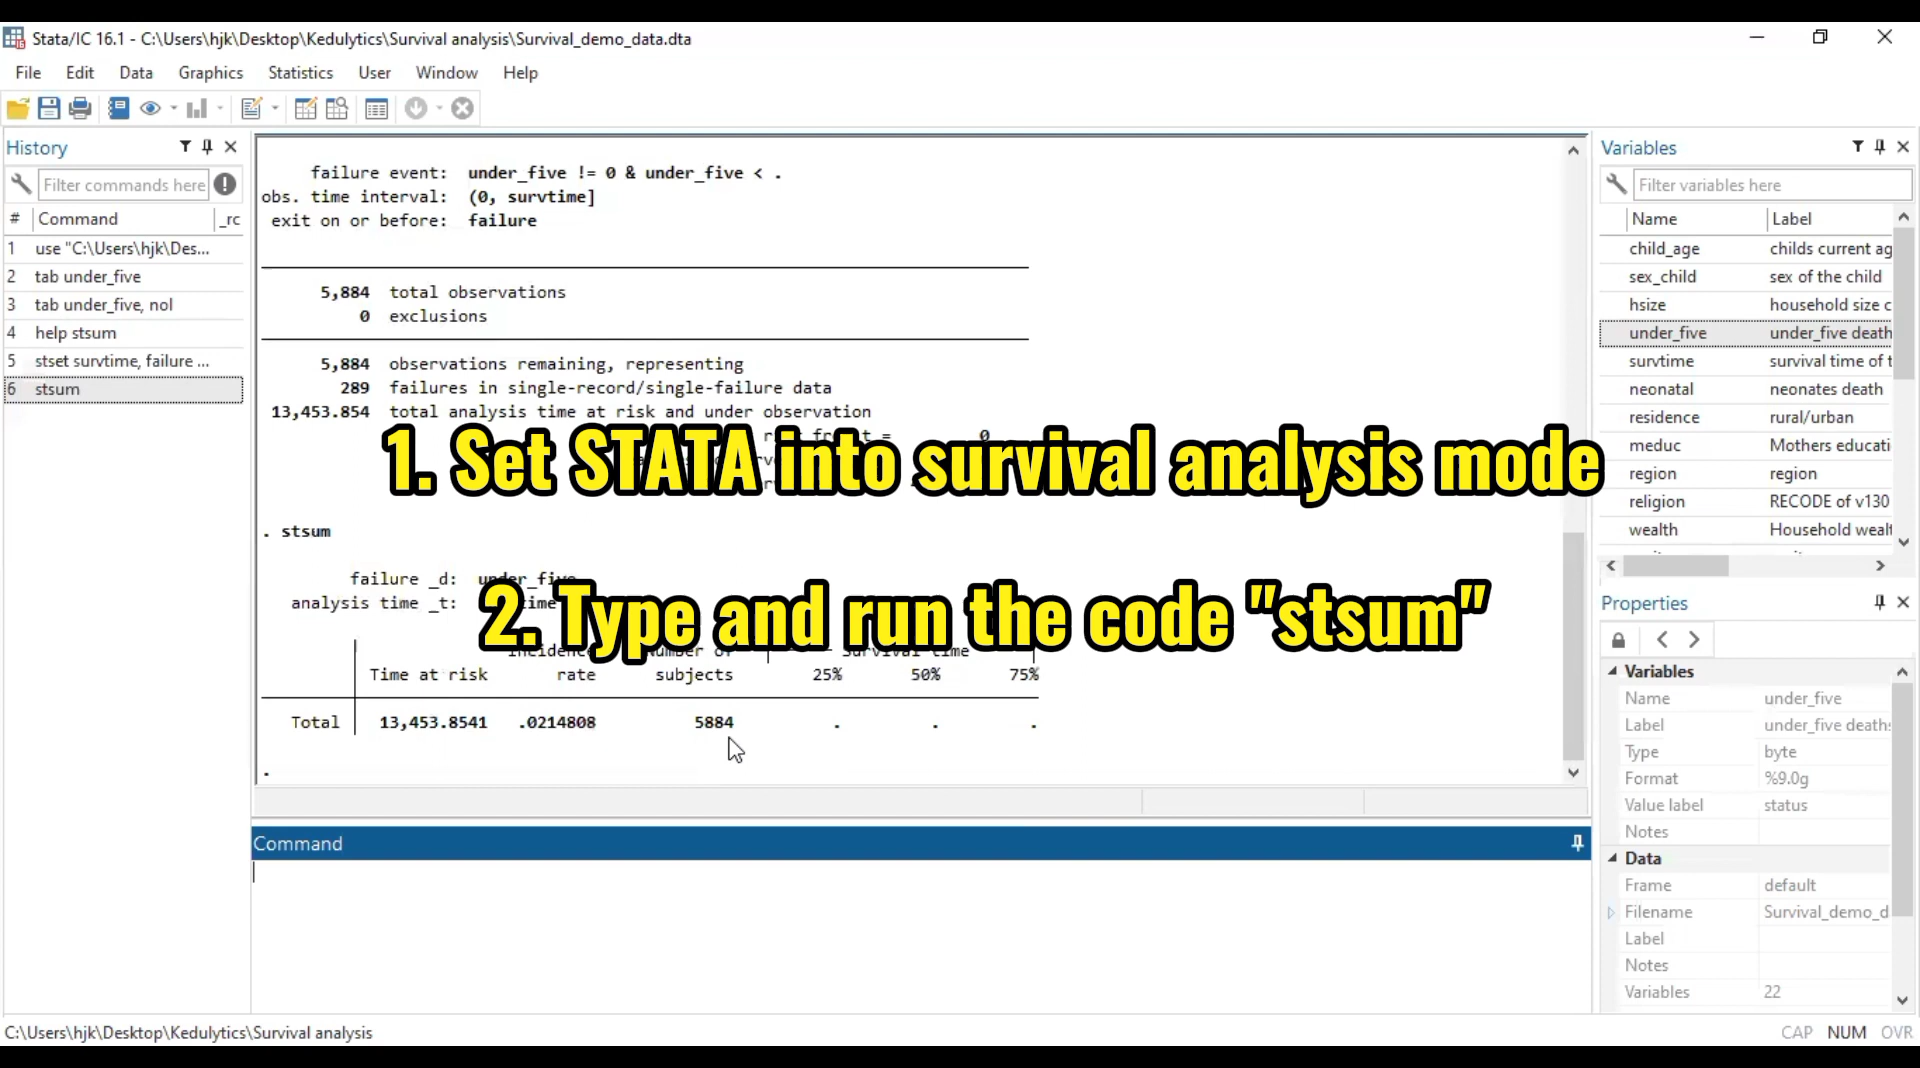 Stata/IC 16.1 - C:\Users\hjk\Desktop\Kedulytics\Survival analysis\Survival_demo_data.dta
File Edit Data Graphics Statistics User Window Help
History
Filter commands here
# Command _rc
1 use "C:\Users\hjk\Des...
2 tab under_five
3 tab under_five, nol
4 help stsum
5 stset survtime, failure ...
6 stsum
failure event: under_five != 0 & under_five < .
obs. time interval: (0, survtime]
exit on or before: failure
5,884 total observations
0 exclusions
5,884 observations remaining, representing
289 failures in single-record/single-failure data
13,453.854 total analysis time at risk and under observation
0
1. Set STATA into survival analysis mode
. stsum
failure _d: under_five
analysis time _t:
2. Type and run the code "stsum"
Survival time
Time at risk rate subjects 25% 50% 75%
Total 13,453.8541 .0214808 5884 . . .
.
Command
Variables
Filter variables here
Name Label
child_age childs current ag
sex_child sex of the child
hsize household size c
under_five under_five death
survtime survival time of t
neonatal neonates death
residence rural/urban
meduc Mothers educati
region region
religion RECODE of v130
wealth Household wealt
Properties
Variables
Name under_five
Label under_five deaths
Type byte
Format %9.0g
Value label status
Notes
Data
Frame default
Filename Survival_demo_d
Label
Notes
Variables 22
C:\Users\hjk\Desktop\Kedulytics\Survival analysis
CAP NUM OVR